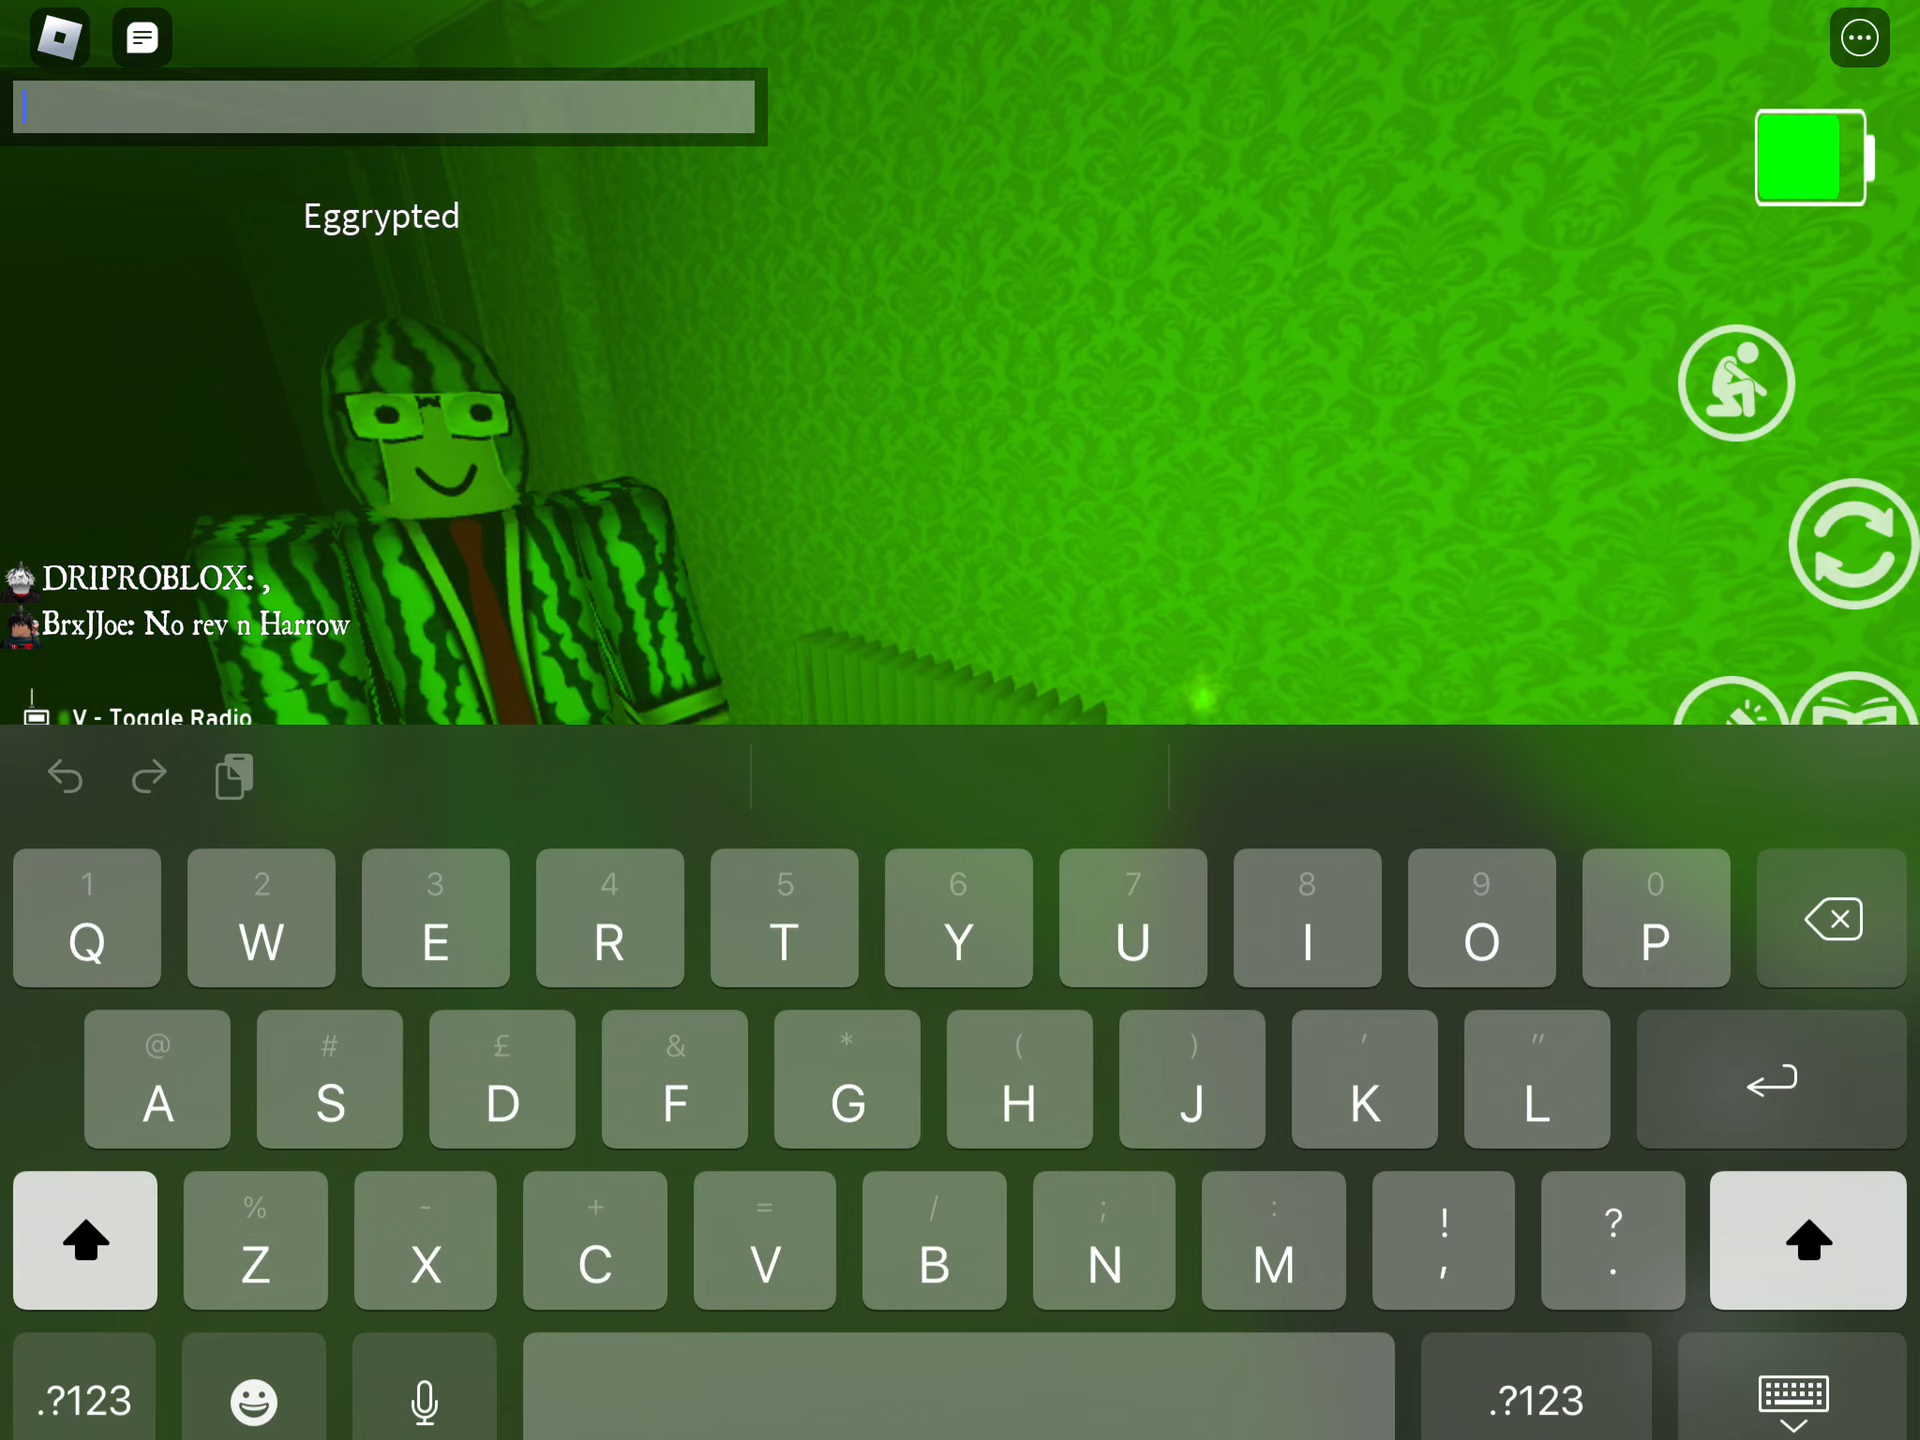 Eggrypted
DRIPROBLOX: ,
BrxJJoe: No rev n Harrow
V - Toggle Radio
1 2 3 4 5 6 7 8 9 0
Q W E R T Y U I O P
@ # £ & * ( ) ' "
A S D F G H J K L
% - + = / ; : ! ?
Z X C V B N M , .
.?123 .?123